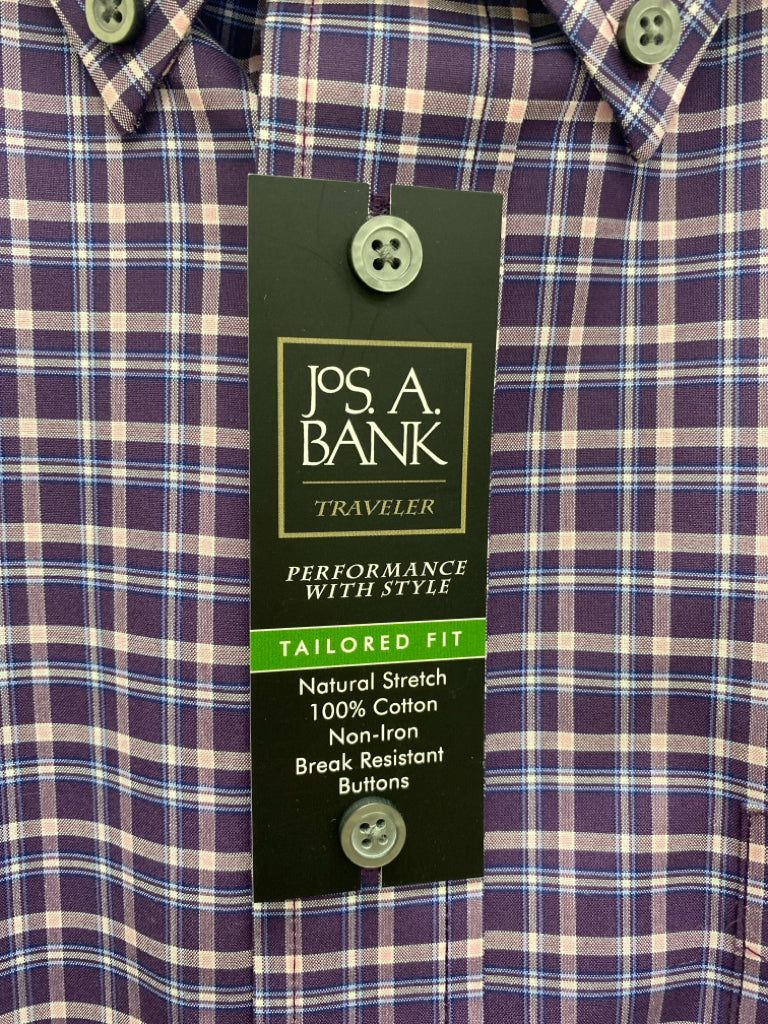 JOS. A.
BANK
TRAVELER
PERFORMANCE
WITH STYLE
TAILORED FIT
Natural Stretch
100% Cotton
Non-Iron
Break Resistant
Buttons